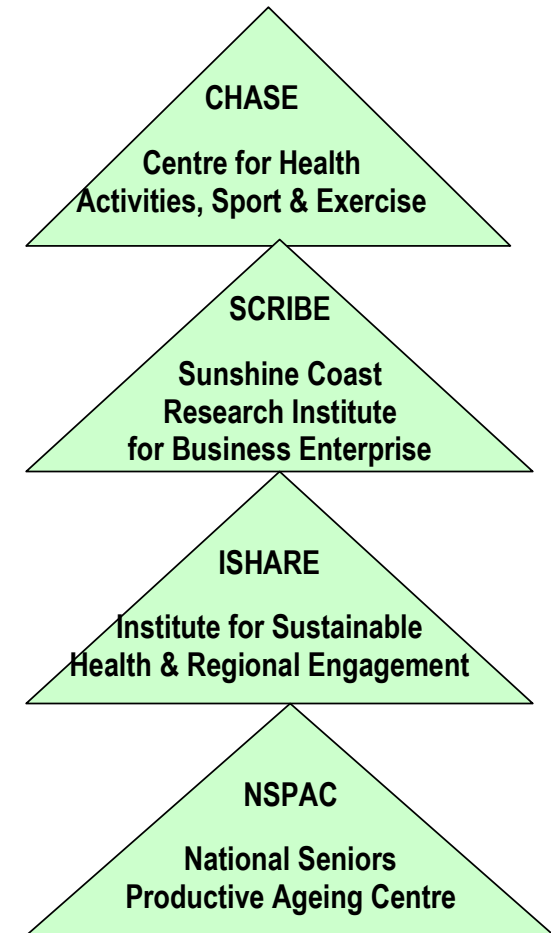 CHASE
Centre for Health
Activities, Sport & Exercise
SCRIBE
Sunshine Coast
Research Institute
for Business Enterprise
ISHARE
Institute for Sustainable
Health & Regional Engagement
NSPAC
National Seniors
Productive Ageing Centre